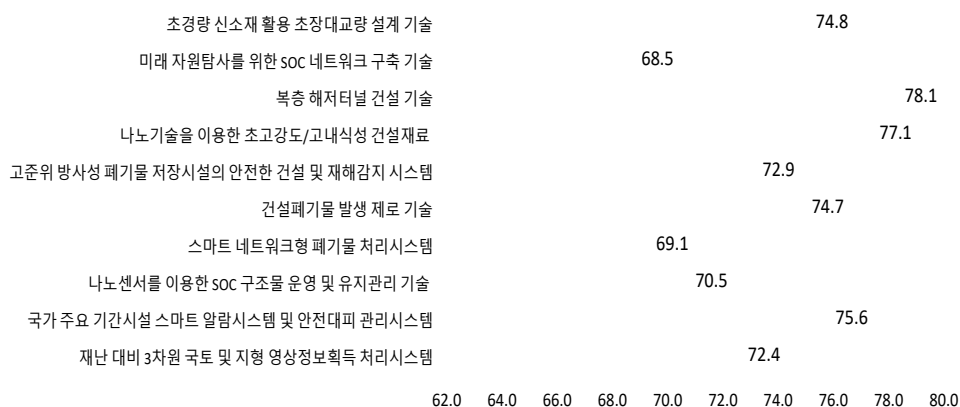 초경량 신소재 활용 초장대교량 설계 기술 74.8
미래 자원탐사를 위한 SOC 네트워크 구축 기술 68.5
복층 해저터널 건설 기술 78.1
나노기술을 이용한 초고강도/고내식성 건설재료 77.1
고준위 방사성 폐기물 저장시설의 안전한 건설 및 재해감지 시스템 72.9
건설폐기물 발생 제로 기술 74.7
스마트 네트워크형 폐기물 처리시스템 69.1
나노센서를 이용한 SOC 구조물 운영 및 유지관리 기술 70.5
국가 주요 기간시설 스마트 알람시스템 및 안전대피 관리시스템 75.6
재난 대비 3차원 국토 및 지형 영상정보획득 처리시스템 72.4
62.0 64.0 66.0 68.0 70.0 72.0 74.0 76.0 78.0 80.0